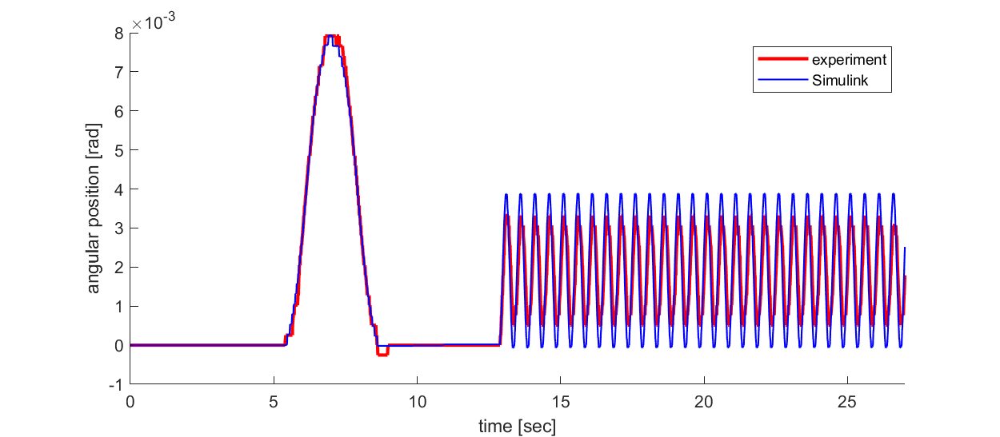 ×10⁻³
8
7
6
5
4
3
2
1
0
-1
angular position [rad]
experiment
Simulink
0 5 10 15 20 25
time [sec]